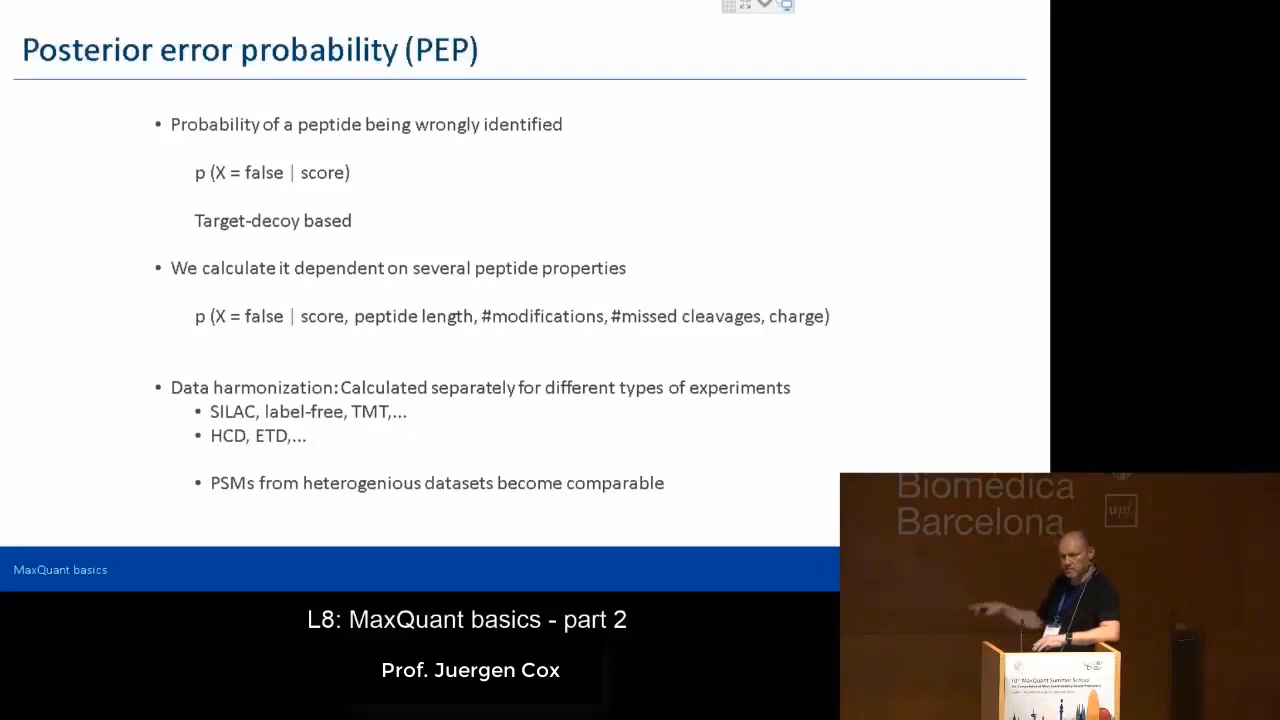 Posterior error probability (PEP)
• Probability of a peptide being wrongly identified
p (X = false | score)
Target-decoy based
• We calculate it dependent on several peptide properties
p (X = false | score, peptide length, #modifications, #missed cleavages, charge)
• Data harmonization: Calculated separately for different types of experiments
• SILAC, label-free, TMT,...
• HCD, ETD,...
• PSMs from heterogenious datasets become comparable
MaxQuant basics
L8: MaxQuant basics - part 2
Prof. Juergen Cox
Biomedica
Barcelona
upf.
MaxQuant Summer School